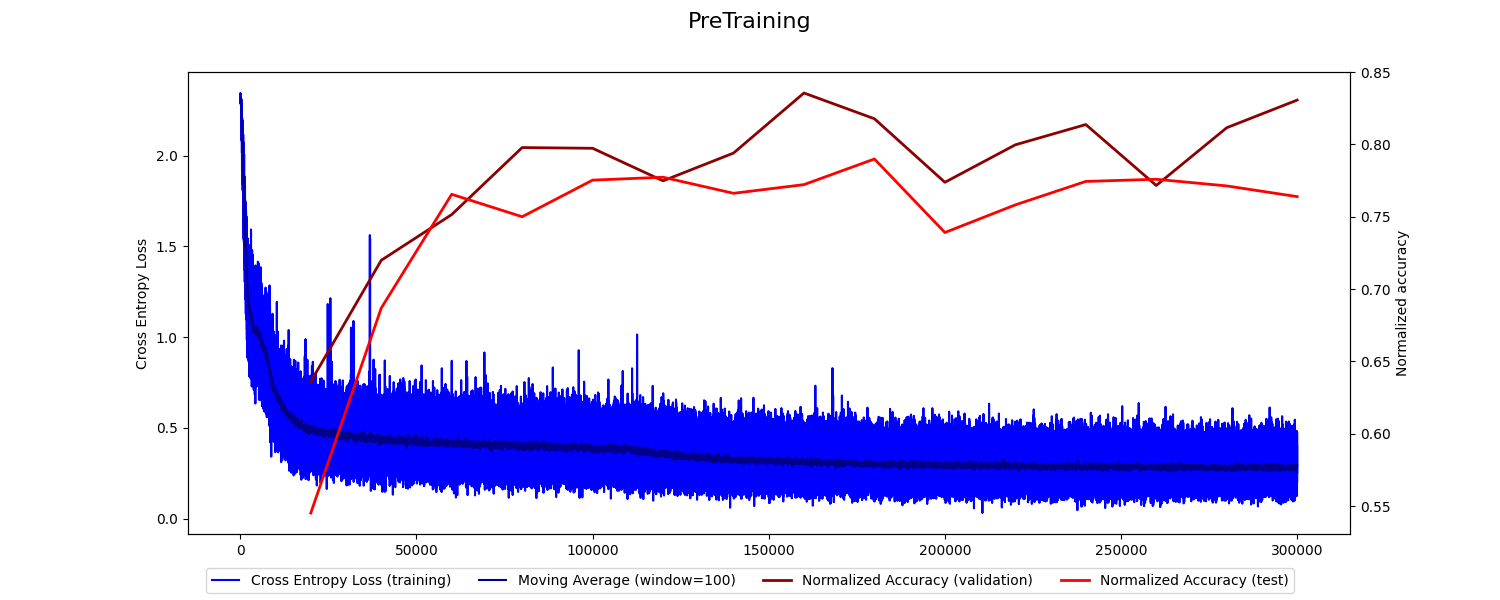 PreTraining
Cross Entropy Loss
2.0
1.5
1.0
0.5
0.0
0.85
0.80
0.75
0.70
0.65
0.60
0.55
Normalized accuracy
0 50000 100000 150000 200000 250000 300000
Cross Entropy Loss (training) Moving Average (window=100) Normalized Accuracy (validation) Normalized Accuracy (test)